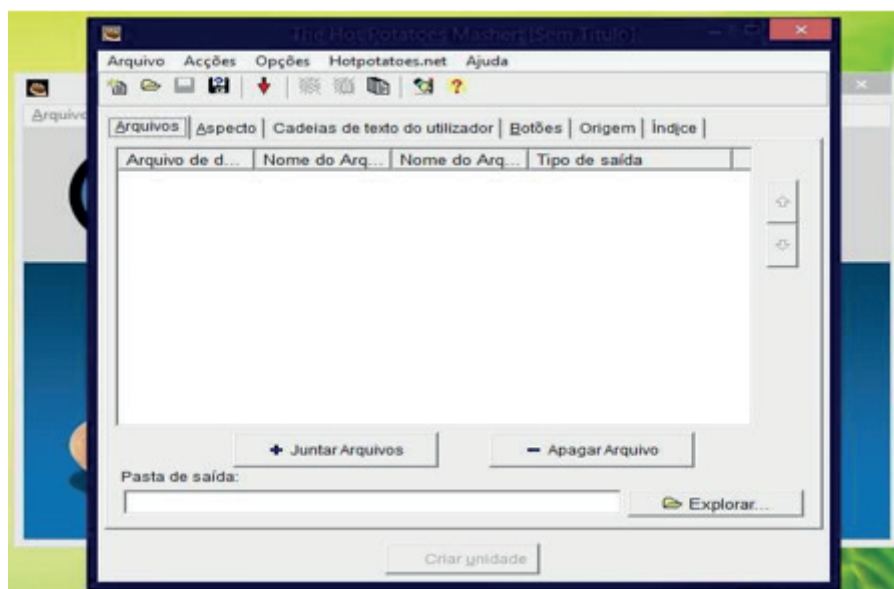 The Hot Potatoes Masher: [Sem Título]
Arquivo Acções Opções Hotpotatoes.net Ajuda
Arquivo
Arquivos Aspecto Cadeias de texto do utilizador Botões Origem Índice
Arquivo de d... Nome do Arq... Nome do Arq... Tipo de saída
+ Juntar Arquivos - Apagar Arquivo
Pasta de saída:
Explorar...
Criar unidade